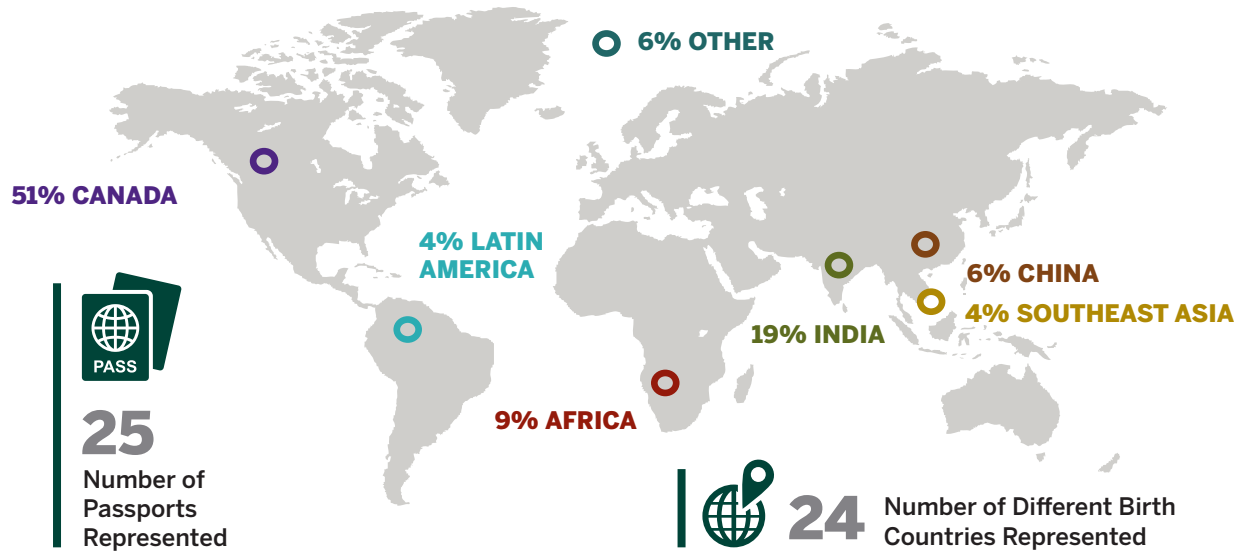 6% OTHER
51% CANADA
4% LATIN
AMERICA
6% CHINA
4% SOUTHEAST ASIA
19% INDIA
9% AFRICA
PASS
25
Number of
Passports
Represented
24
Number of Different Birth
Countries Represented